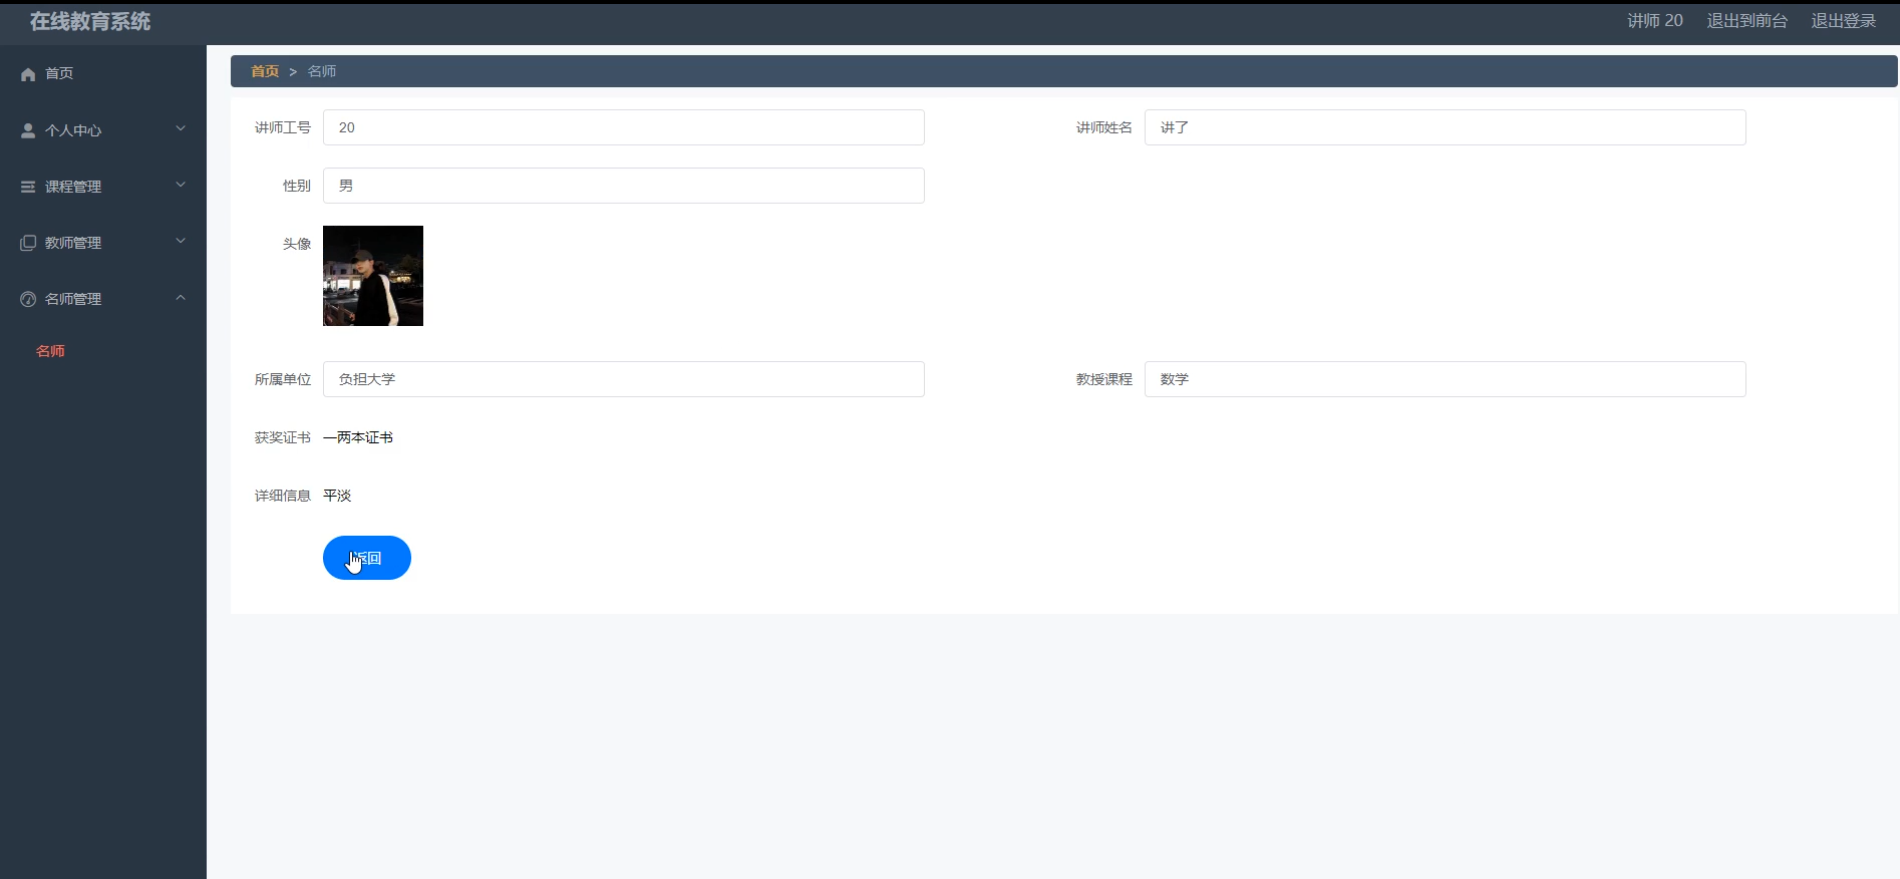 在线教育系统
讲师 20 退出到前台 退出登录
首页
个人中心
课程管理
教师管理
名师管理
名师
首页 > 名师
讲师工号 20 讲师姓名 讲了
性别 男
头像
所属单位 负担大学 教授课程 数学
获奖证书 一两本证书
详细信息 平淡
返回